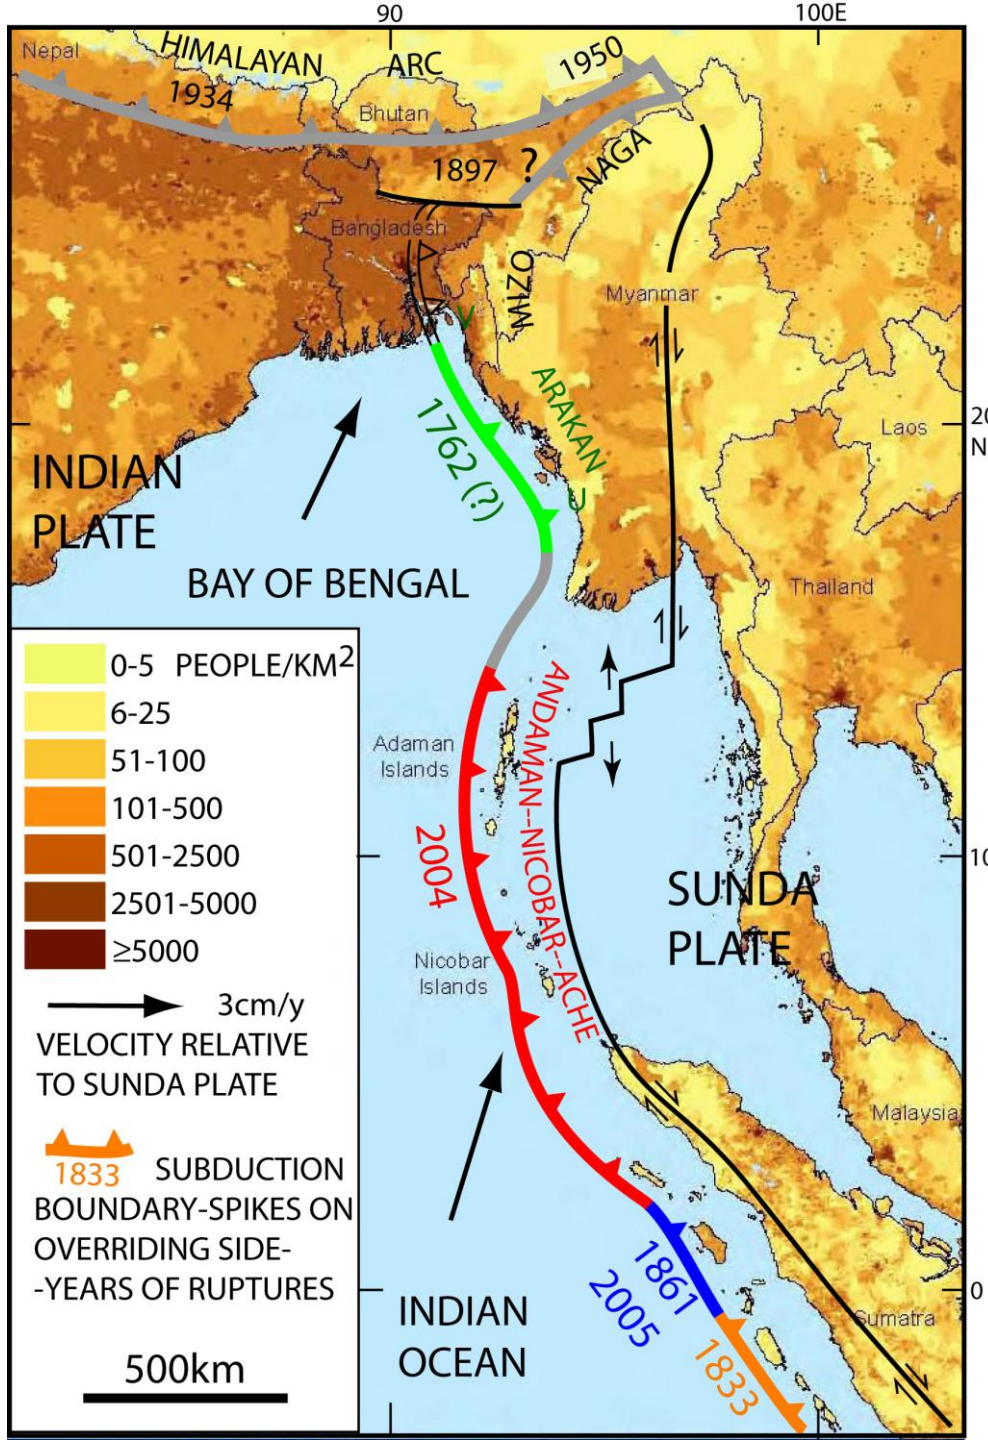 90
100E
Nepal
HIMALAYAN
ARC
1950
1934
Bhutan
1897
?
NAGA
Bangladesh
MIZO
Myanmar
V
ARAKAN
1762 (?)
U
20
N
Laos
INDIAN
PLATE
BAY OF BENGAL
Thailand
0-5 PEOPLE/KM2
6-25
51-100
101-500
501-2500
2501-5000
≥5000
Adaman
Islands
ANDAMAN--NICOBAR--ACHE
2004
10
SUNDA
PLATE
Nicobar
Islands
3cm/y
VELOCITY RELATIVE
TO SUNDA PLATE
Malaysia
1833 SUBDUCTION
BOUNDARY-SPIKES ON
OVERRIDING SIDE-
-YEARS OF RUPTURES
1861
2005
0
INDIAN
OCEAN
Sumatra
1833
500km